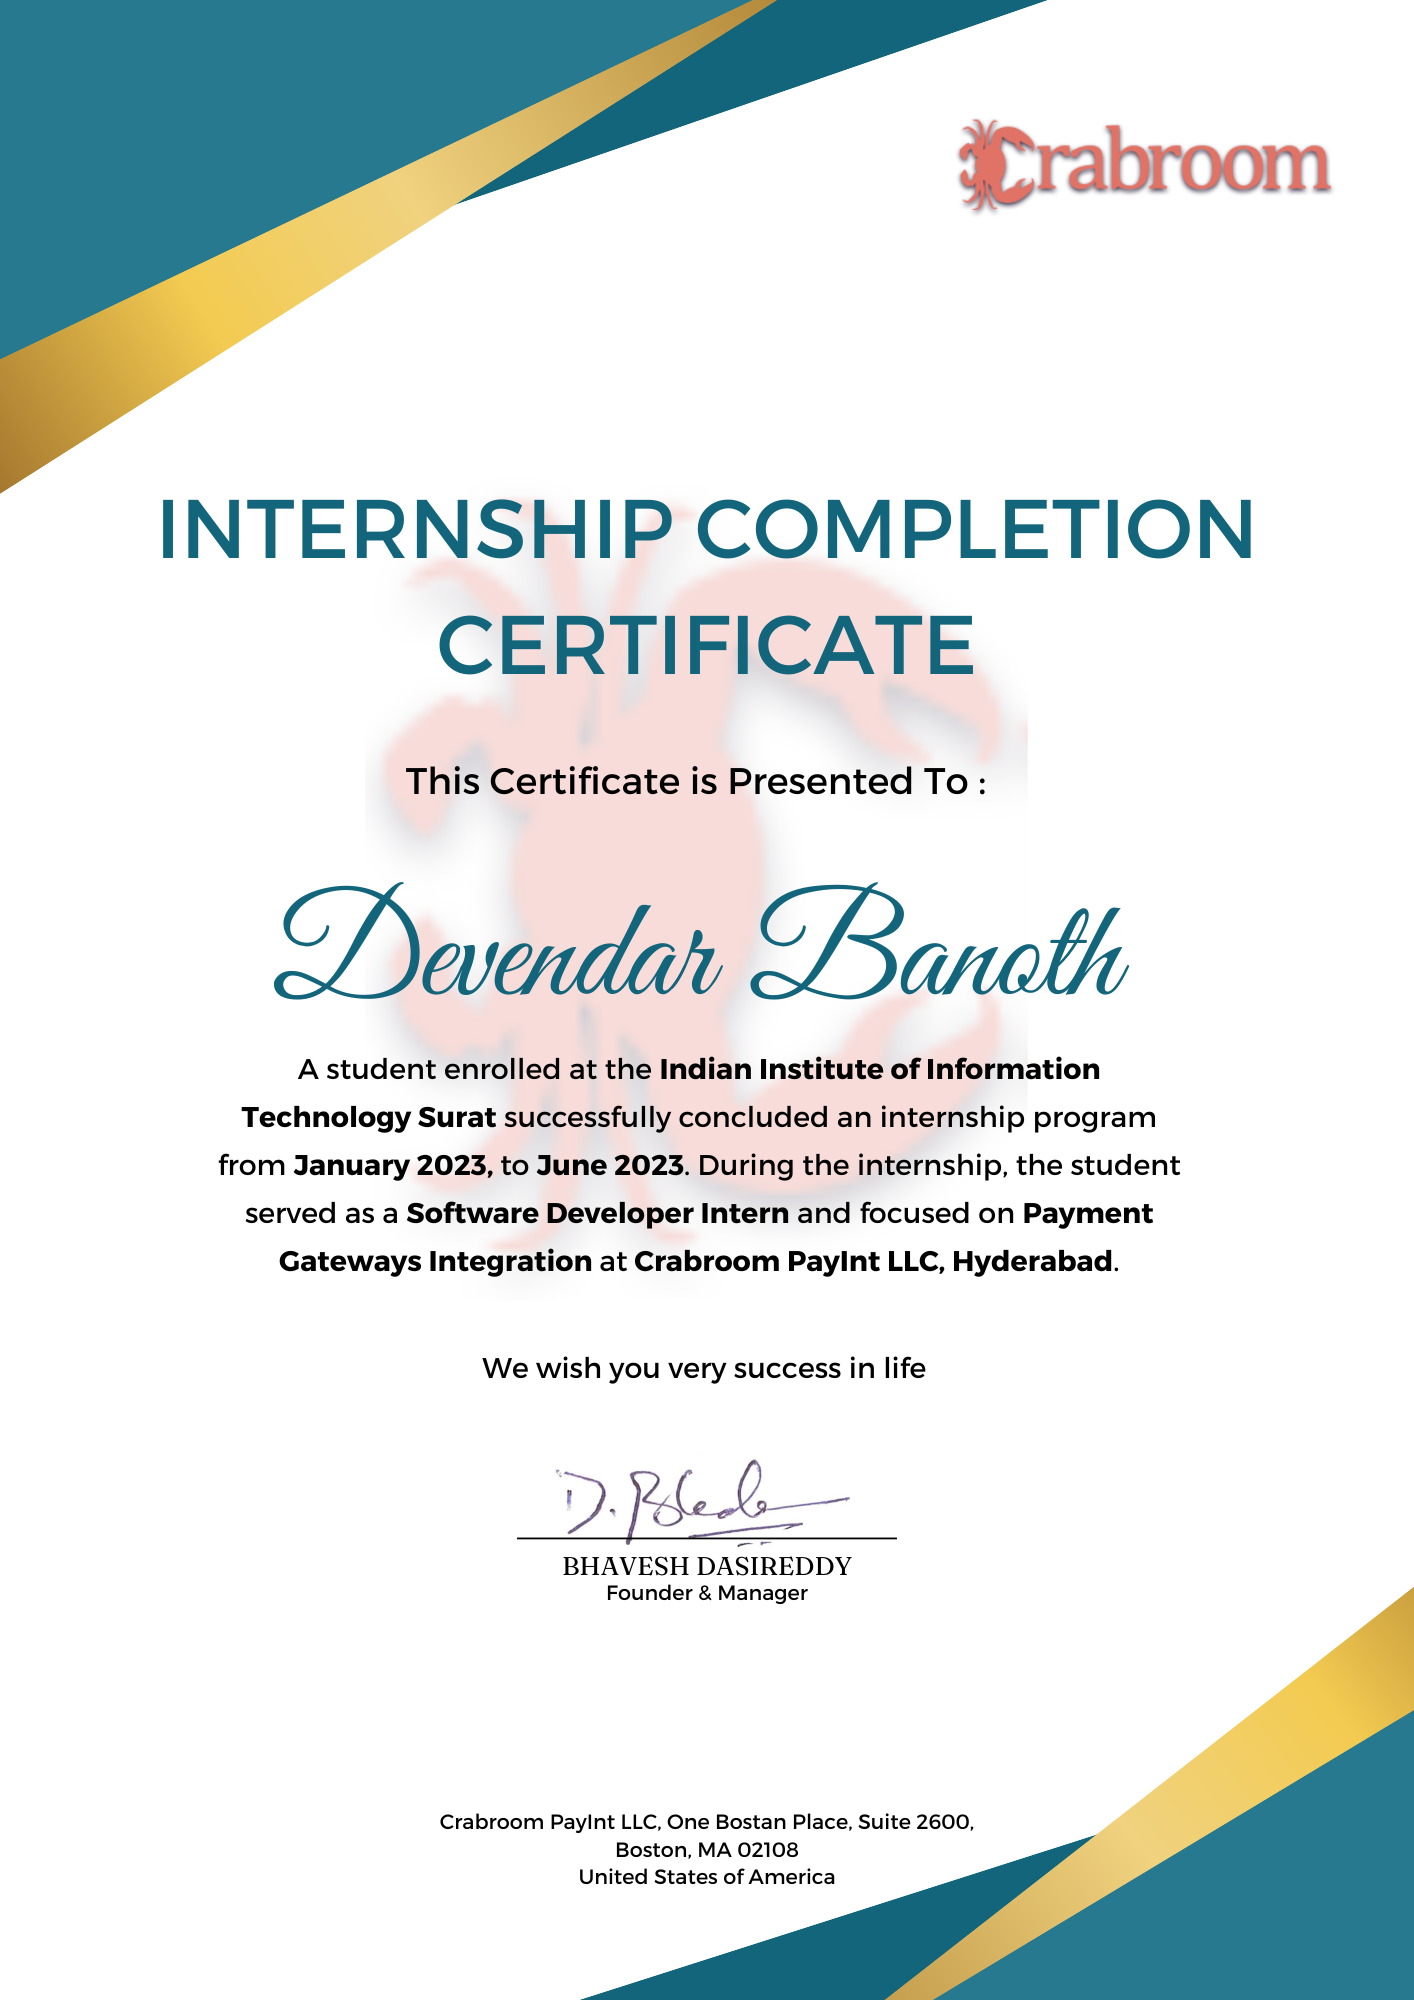 Crabroom
INTERNSHIP COMPLETION
CERTIFICATE
This Certificate is Presented To :
Devendar Banoth
A student enrolled at the Indian Institute of Information
Technology Surat successfully concluded an internship program
from January 2023, to June 2023. During the internship, the student
served as a Software Developer Intern and focused on Payment
Gateways Integration at Crabroom PayInt LLC, Hyderabad.
We wish you very success in life
BHAVESH DASIREDDY
Founder & Manager
Crabroom PayInt LLC, One Bostan Place, Suite 2600,
Boston, MA 02108
United States of America